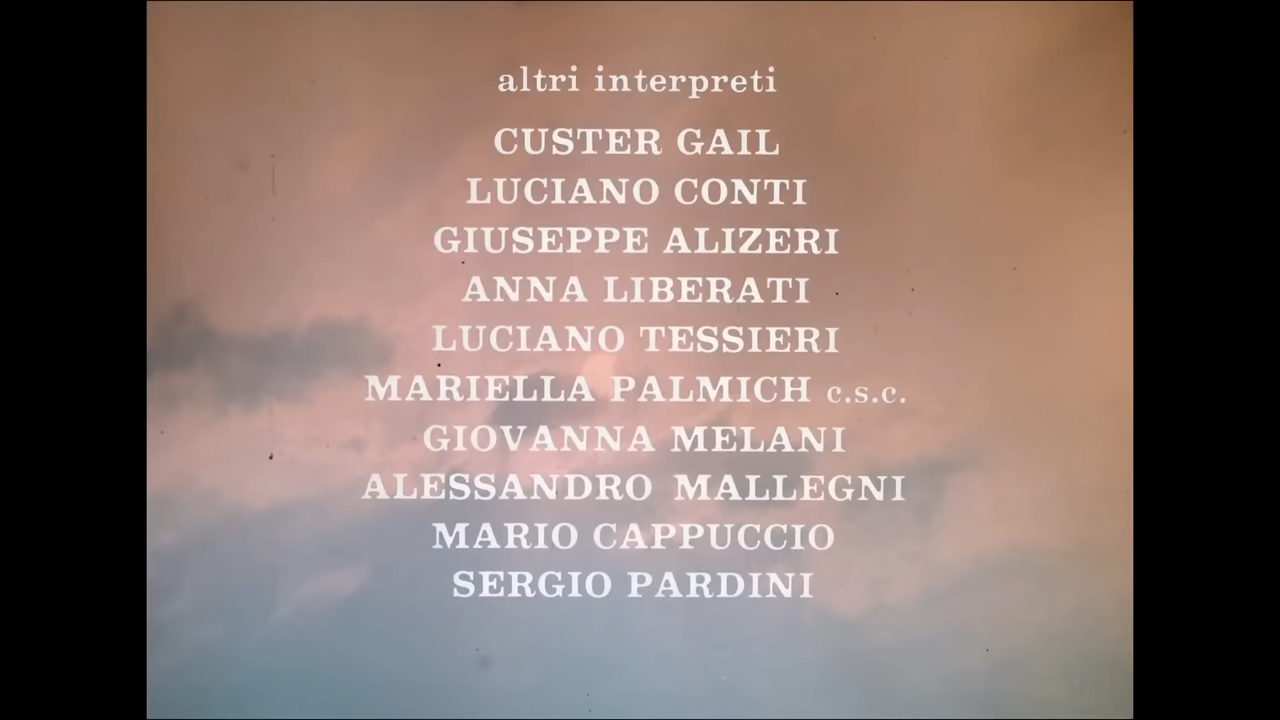 altri interpreti
CUSTER GAIL
LUCIANO CONTI
GIUSEPPE ALIZERI
ANNA LIBERATI
LUCIANO TESSIERI
MARIELLA PALMICH c.s.c.
GIOVANNA MELANI
ALESSANDRO MALLEGNI
MARIO CAPPUCCIO
SERGIO PARDINI